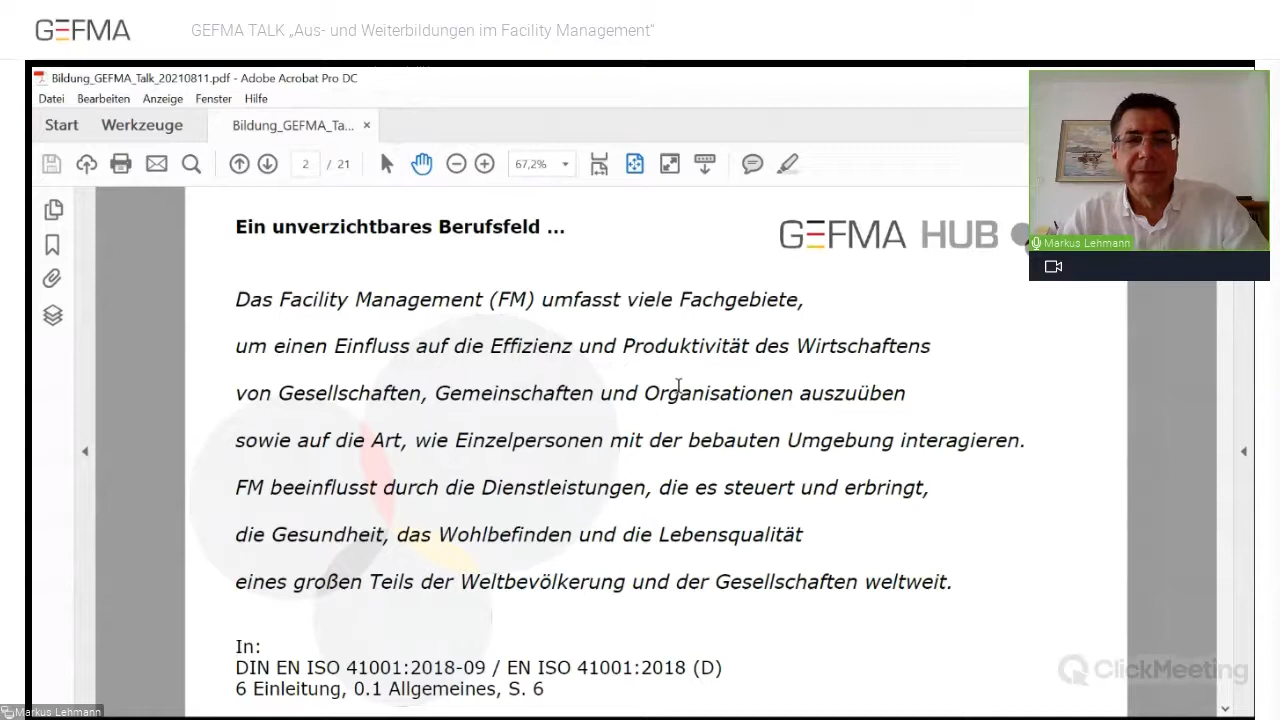 GEFMA
GEFMA TALK „Aus- und Weiterbildungen im Facility Management“
Bildung_GEFMA_Talk_20210811.pdf - Adobe Acrobat Pro DC
Datei Bearbeiten Anzeige Fenster Hilfe
Start Werkzeuge Bildung_GEFMA_Ta... ×
2 / 21 67,2%
Ein unverzichtbares Berufsfeld ...
GEFMA HUB
Markus Lehmann
Das Facility Management (FM) umfasst viele Fachgebiete,
um einen Einfluss auf die Effizienz und Produktivität des Wirtschaftens
von Gesellschaften, Gemeinschaften und Organisationen auszuüben
sowie auf die Art, wie Einzelpersonen mit der bebauten Umgebung interagieren.
FM beeinflusst durch die Dienstleistungen, die es steuert und erbringt,
die Gesundheit, das Wohlbefinden und die Lebensqualität
eines großen Teils der Weltbevölkerung und der Gesellschaften weltweit.
In:
DIN EN ISO 41001:2018-09 / EN ISO 41001:2018 (D)
6 Einleitung, 0.1 Allgemeines, S. 6
ClickMeeting
Markus Lehmann